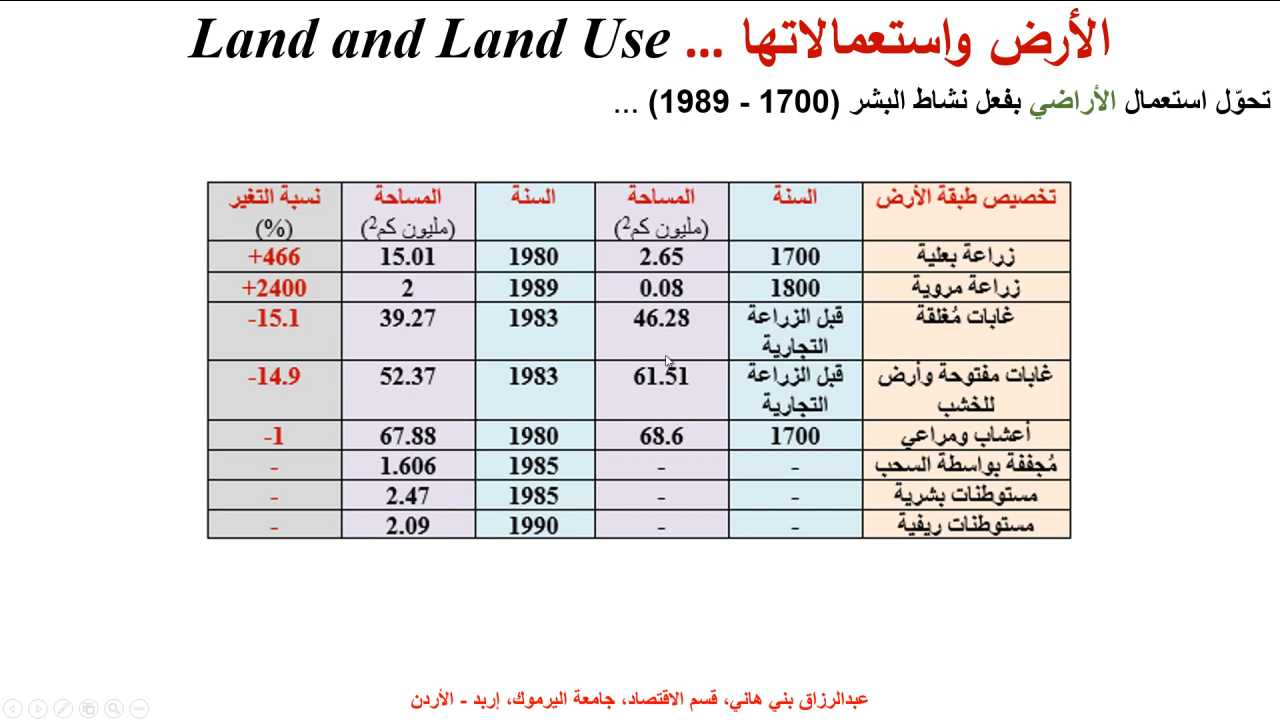 الأرض واستعمالاتها ... Land and Land Use
تحوّل استعمال الأراضي بفعل نشاط البشر (1700 - 1989) ...
تخصيص طبقة الأرض السنة المساحة السنة المساحة نسبة التغير
(مليون كم2) (مليون كم2) (%)
زراعة بعلية 1700 2.65 1980 15.01 +466
زراعة مروية 1800 0.08 1989 2 +2400
غابات مُغلقة قبل الزراعة 46.28 1983 39.27 -15.1
التجارية
غابات مفتوحة وأرض قبل الزراعة 61.51 1983 52.37 -14.9
للخشب التجارية
أعشاب ومراعي 1700 68.6 1980 67.88 -1
مُجففة بواسطة السحب - - 1985 1.606 -
مستوطنات بشرية - - 1985 2.47 -
مستوطنات ريفية - - 1990 2.09 -
عبدالرزاق بني هاني، قسم الاقتصاد، جامعة اليرموك، إربد - الأردن